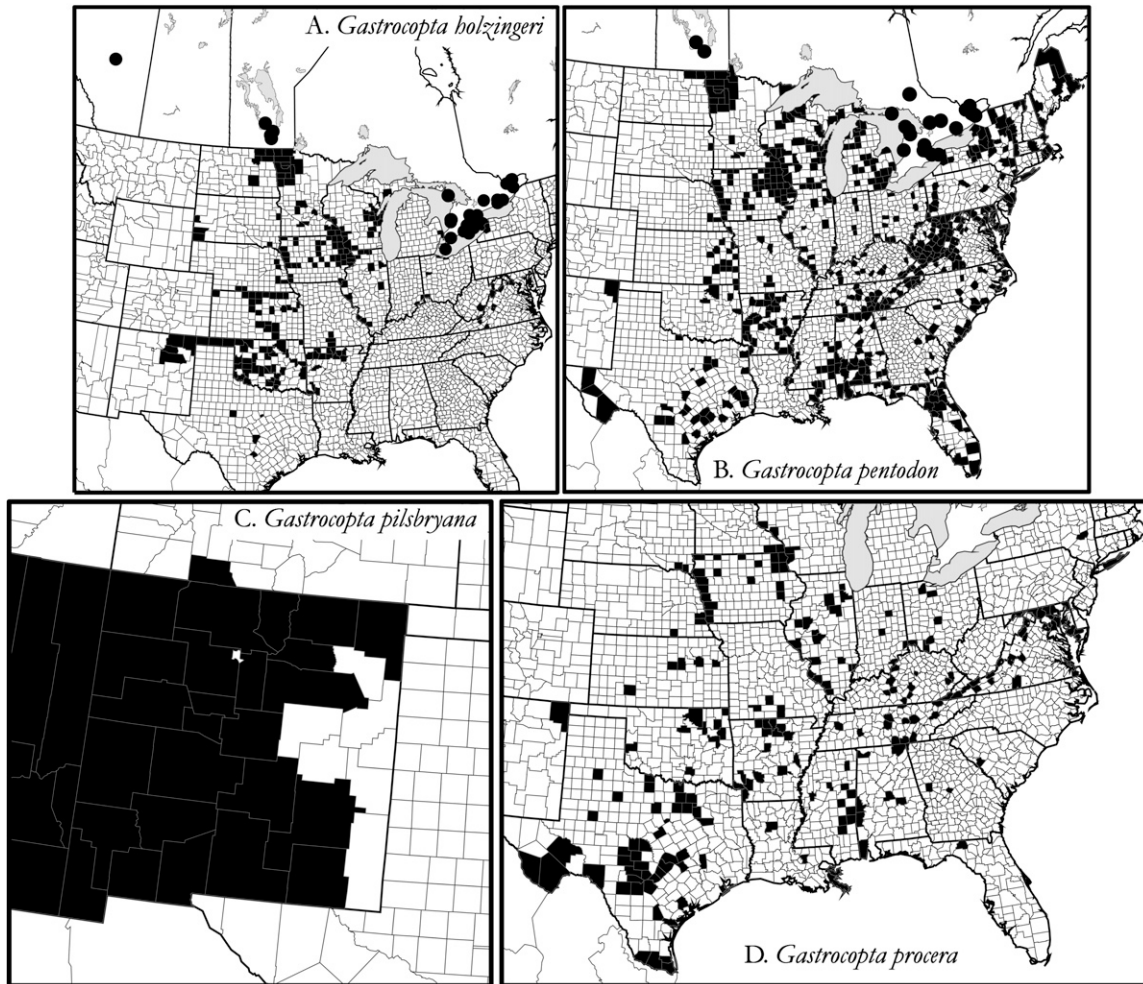 A. Gastrocopta holzingeri
B. Gastrocopta pentodon
C. Gastrocopta pilsbryana
D. Gastrocopta procera